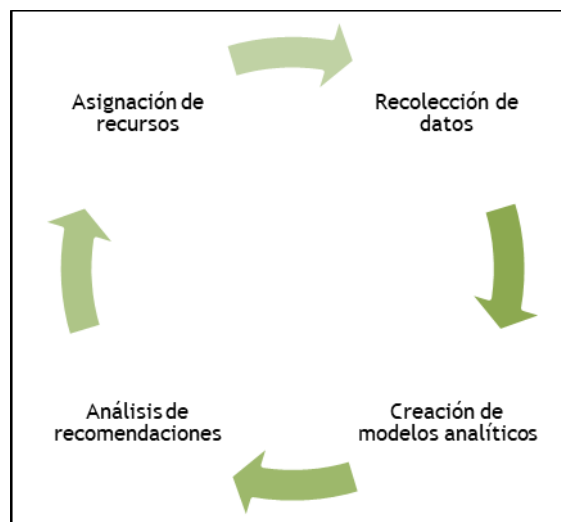 Asignación de
recursos
Recolección de
datos
Creación de
modelos analíticos
Análisis de
recomendaciones